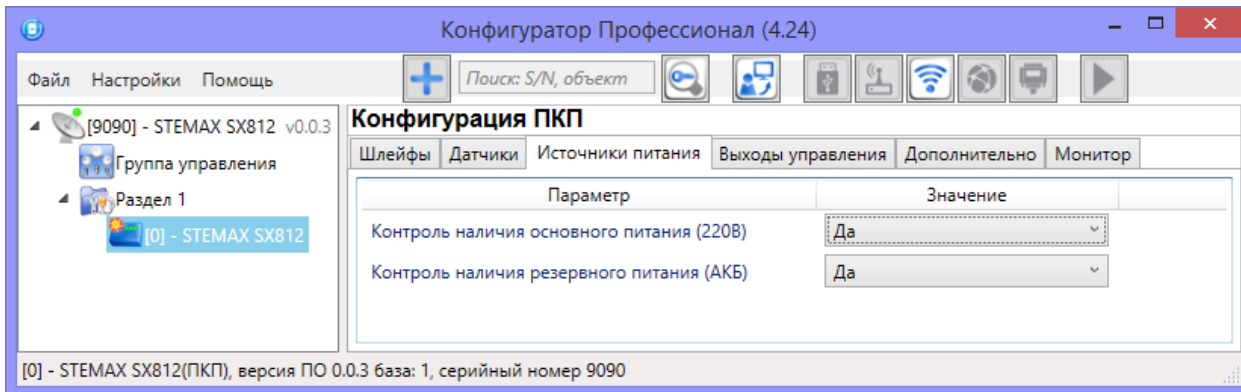 Конфигуратор Профессионал (4.24)
Файл Настройки Помощь
Поиск: S/N, объект
[9090] - STEMAX SX812 v0.0.3
Группа управления
Раздел 1
[0] - STEMAX SX812
Конфигурация ПКП
Шлейфы Датчики Источники питания Выходы управления Дополнительно Монитор
Параметр Значение
Контроль наличия основного питания (220В) Да
Контроль наличия резервного питания (АКБ) Да
[0] - STEMAX SX812(ПКП), версия ПО 0.0.3 база: 1, серийный номер 9090